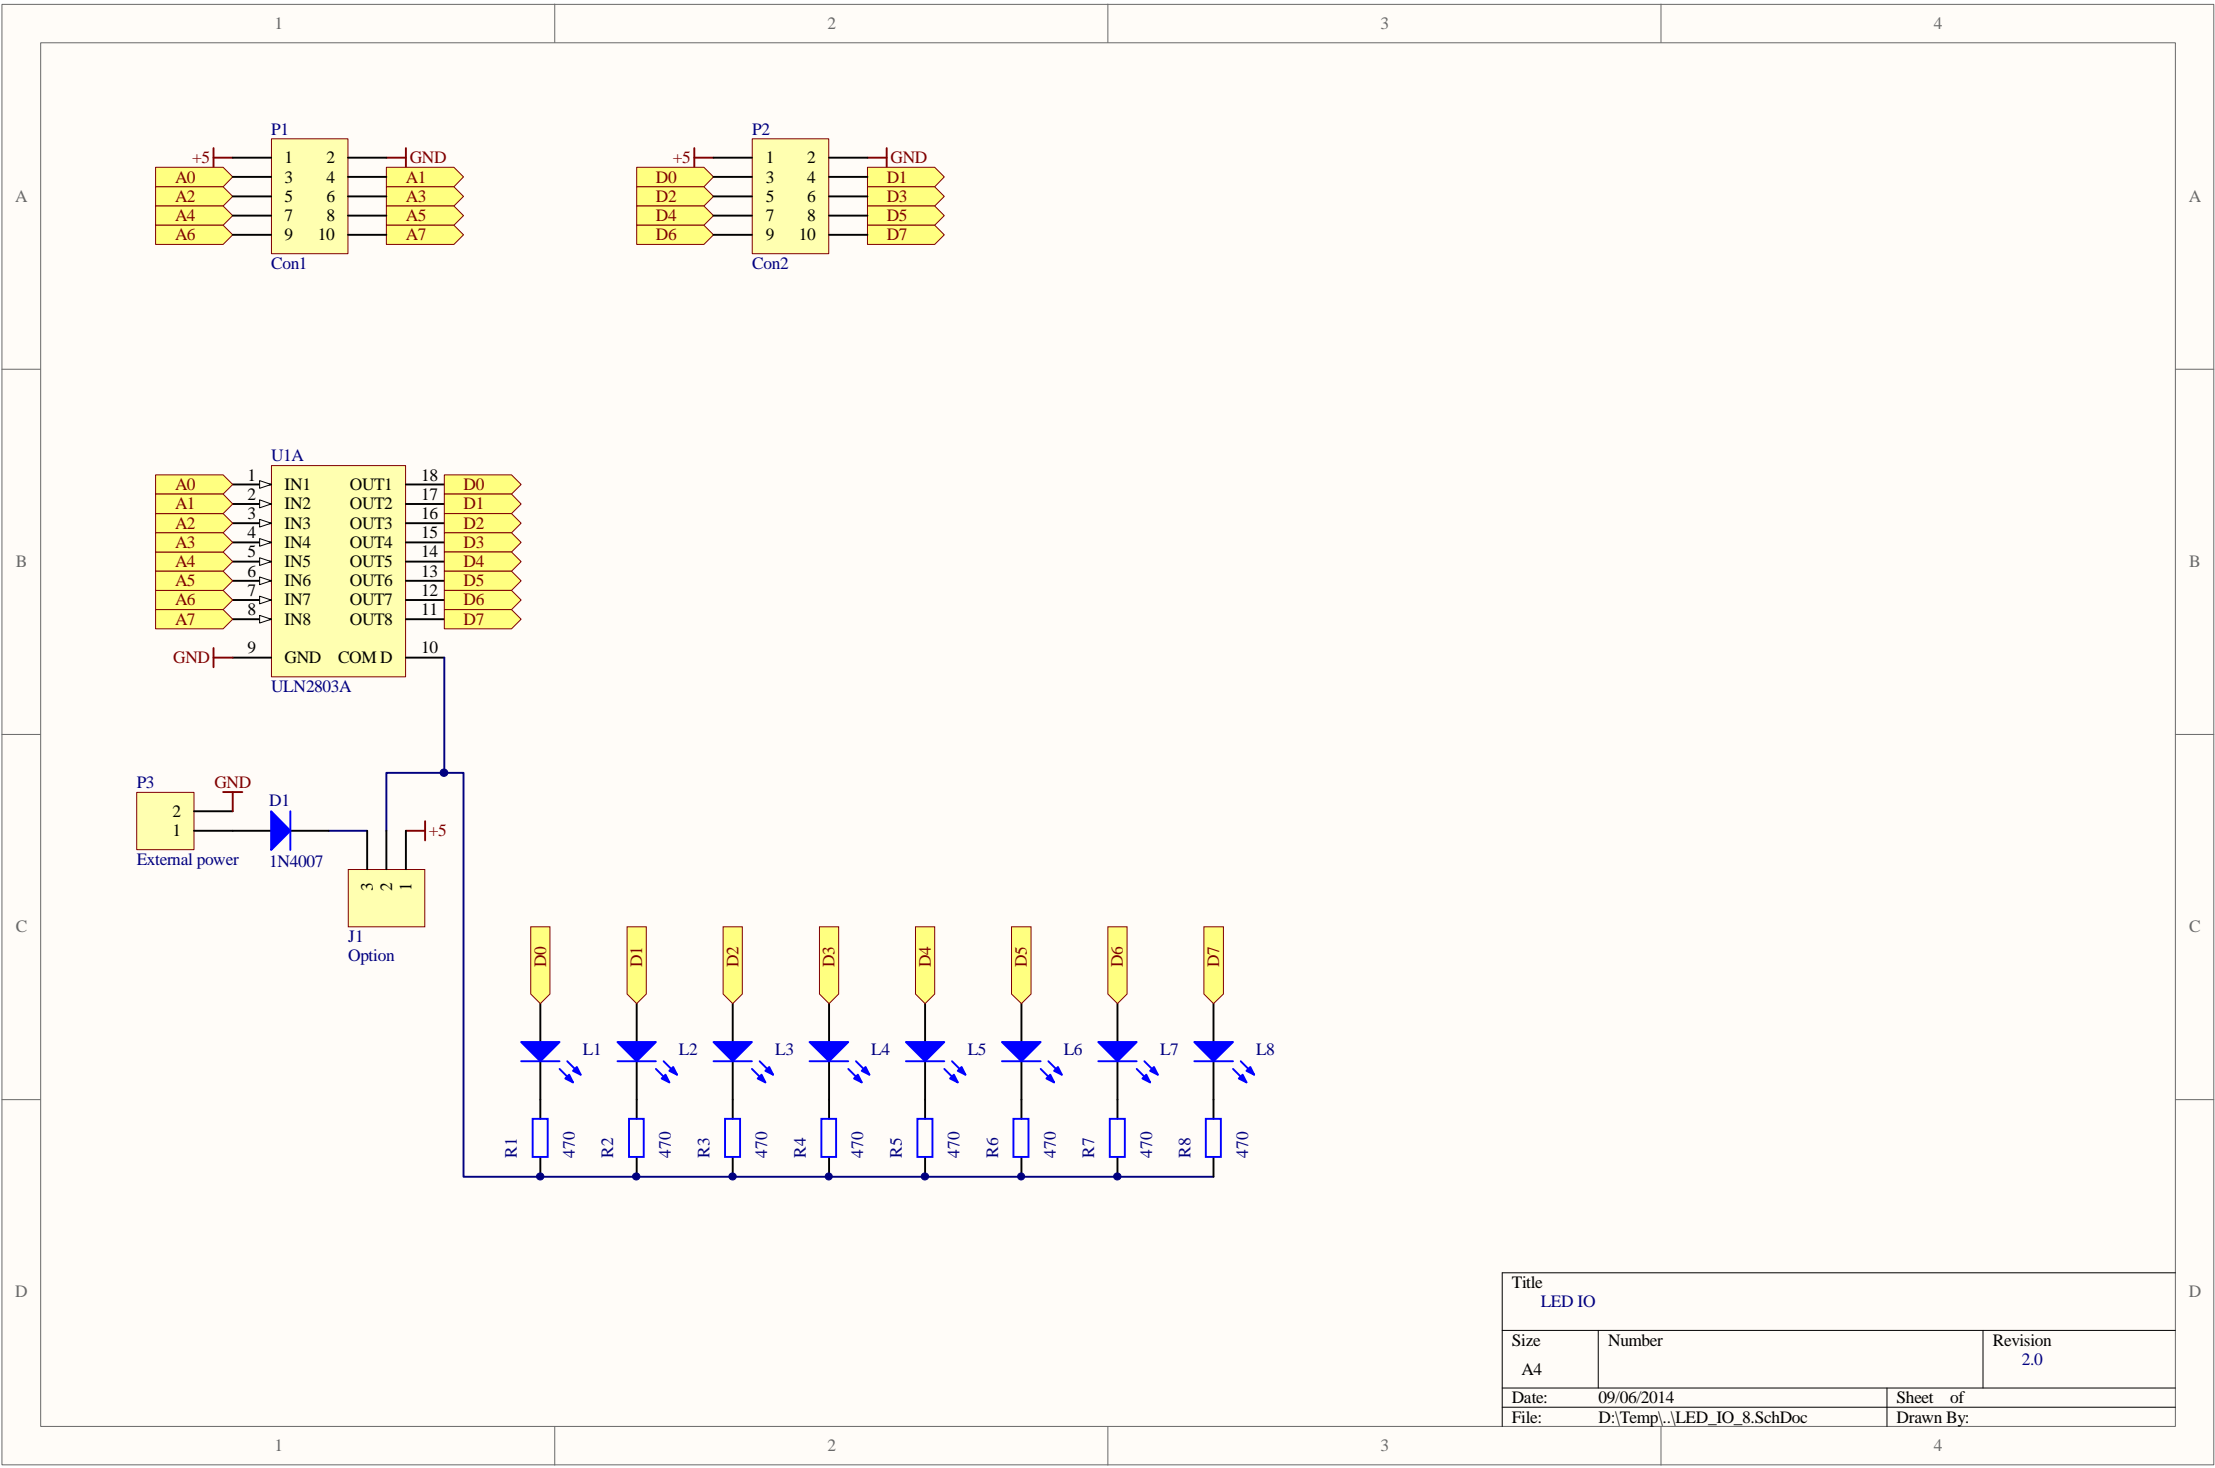 1 2 3 4
A A
B B
C C
D D
P1
+5 1 2 GND
A0 3 4 A1
A2 5 6 A3
A4 7 8 A5
A6 9 10 A7
Con1
P2
+5 1 2 GND
D0 3 4 D1
D2 5 6 D3
D4 7 8 D5
D6 9 10 D7
Con2
U1A
A0 1 IN1 OUT1 18 D0
A1 2 IN2 OUT2 17 D1
A2 3 IN3 OUT3 16 D2
A3 4 IN4 OUT4 15 D3
A4 5 IN5 OUT5 14 D4
A5 6 IN6 OUT6 13 D5
A6 7 IN7 OUT7 12 D6
A7 8 IN8 OUT8 11 D7
GND 9 GND COM D 10
ULN2803A
P3 GND
2
1
External power
D1
1N4007
+5
3 2 1
J1
Option
D0 D1 D2 D3 D4 D5 D6 D7
L1 L2 L3 L4 L5 L6 L7 L8
R1 470 R2 470 R3 470 R4 470 R5 470 R6 470 R7 470 R8 470
Title
LED IO
Size Number Revision
A4 2.0
Date: 09/06/2014 Sheet of
File: D:\Temp\..\LED_IO_8.SchDoc Drawn By:
1 2 3 4